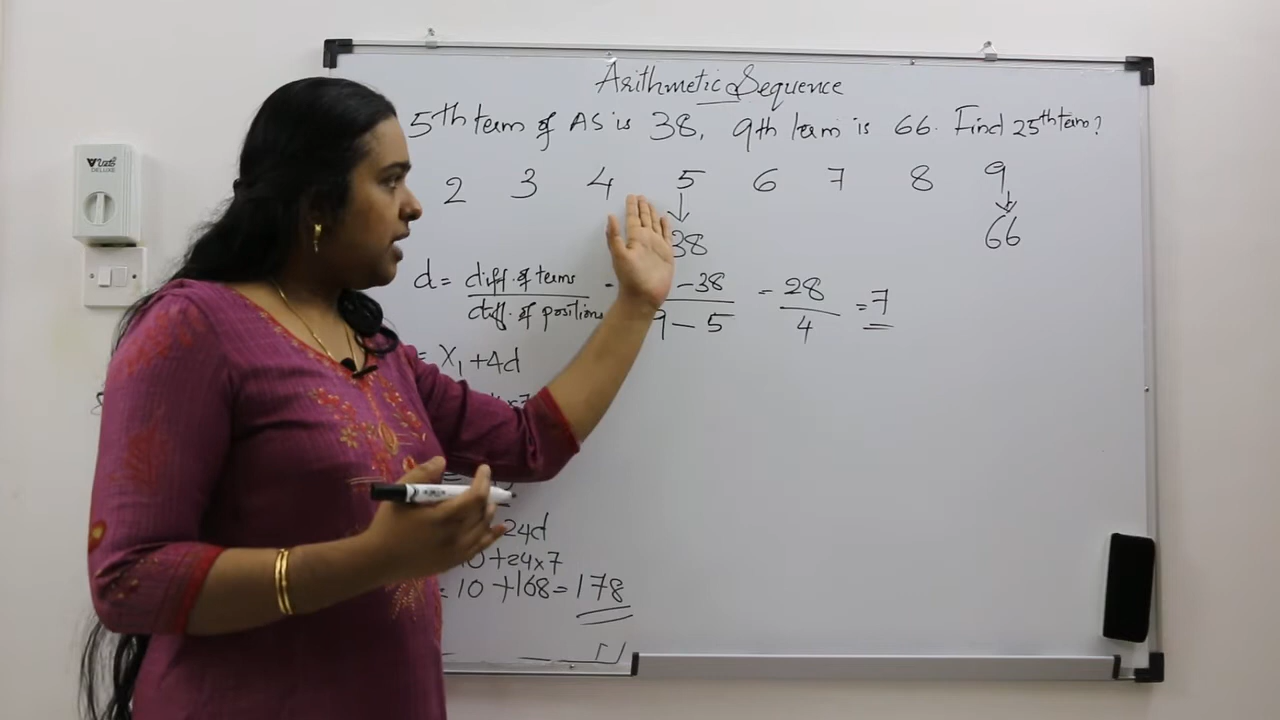 Arithmetic Sequence
5th term of AS is 38, 9th term is 66. Find 25th term?
2 3 4 5 6 7 8 9
↓ ↓
38 66
d = diff. of terms / diff. of positions = - 38 / 9 - 5 = 28 / 4 = 7
= X₁ + 4d
24d
10 + 24 x 7
= 10 + 168 = 178
DELUXE